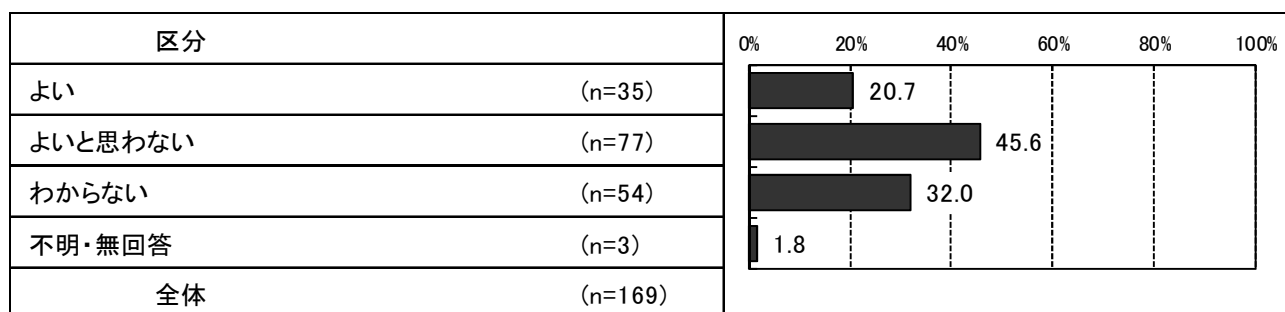 区分 0% 20% 40% 60% 80% 100%
よい (n=35) 20.7
よいと思わない (n=77) 45.6
わからない (n=54) 32.0
不明・無回答 (n=3) 1.8
全体 (n=169)